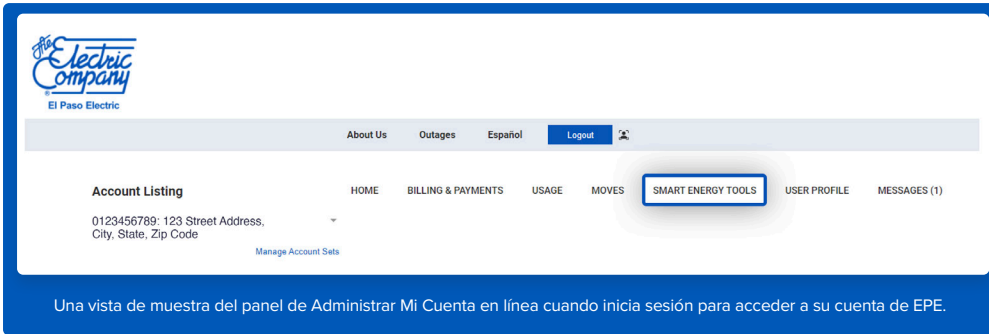 The
Electric
Company
®
El Paso Electric
About Us Outages Español Logout
Account Listing
HOME BILLING & PAYMENTS USAGE MOVES SMART ENERGY TOOLS USER PROFILE MESSAGES (1)
0123456789: 123 Street Address,
City, State, Zip Code
Manage Account Sets
Una vista de muestra del panel de Administrar Mi Cuenta en línea cuando inicia sesión para acceder a su cuenta de EPE.